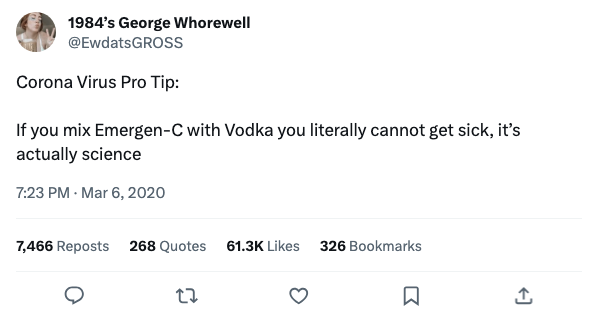 1984’s George Whorewell
@EwdatsGROSS
Corona Virus Pro Tip:
If you mix Emergen-C with Vodka you literally cannot get sick, it’s
actually science
7:23 PM · Mar 6, 2020
7,466 Reposts 268 Quotes 61.3K Likes 326 Bookmarks